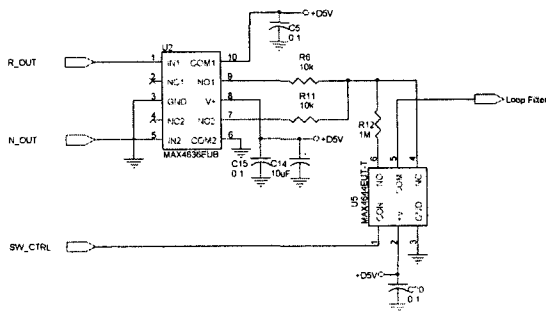 +D5V
C5
0.1
U2
R_OUT
1 IN1 COM1 10
2 NC1 NO1 9
3 GND V+ 8
4 NC2 NO2 7
5 IN2 COM2 6
MAX4636EUB
R6
10k
R11
10k
R12
1M
Loop Filter
N_OUT
+D5V
C15
0.1
C14
10uF
6 5 4
NO COM NC
U5
MAX4644EUT-T
CON +V GND
1 2 3
SW_CTRL
+D5V
0.1